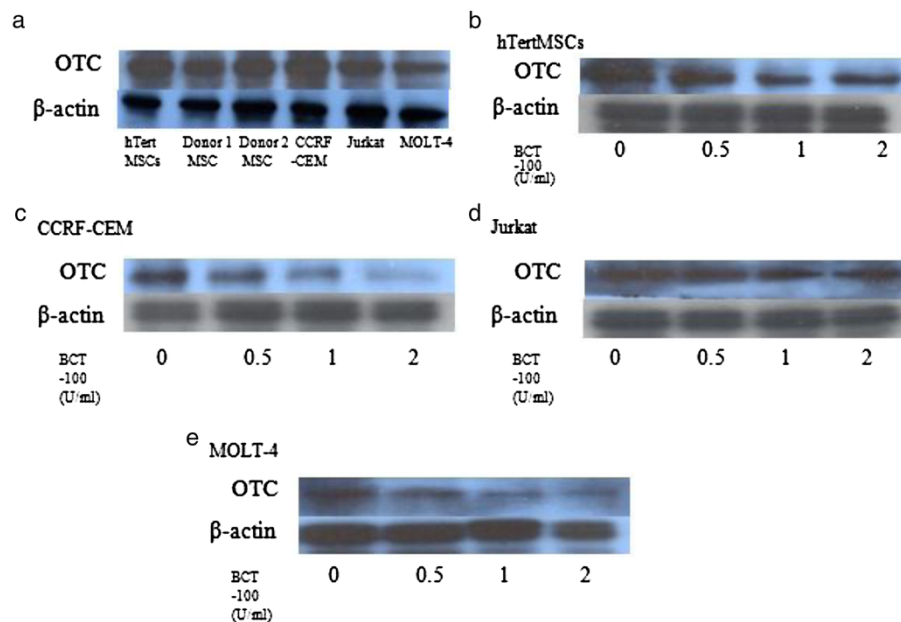 a
OTC
β-actin
hTert MSCs
Donor 1 MSC
Donor 2 MSC
CCRF -CEM
Jurkat
MOLT-4
b
hTertMSCs
OTC
β-actin
BCT -100 (U/ml)
0 0.5 1 2
c
CCRF-CEM
OTC
β-actin
BCT -100 (U/ml)
0 0.5 1 2
d
Jurkat
OTC
β-actin
BCT -100 (U/ml)
0 0.5 1 2
e
MOLT-4
OTC
β-actin
BCT -100 (U/ml)
0 0.5 1 2